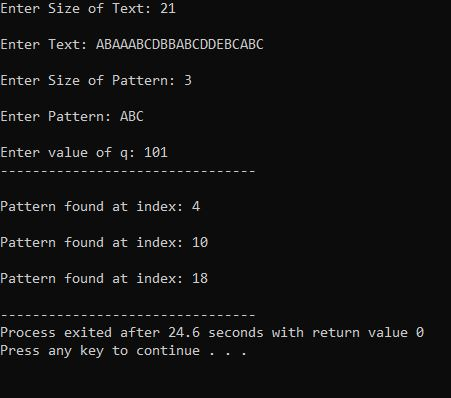 Enter Size of Text: 21
Enter Text: ABAAABCDBBABCDDEBCABC
Enter Size of Pattern: 3
Enter Pattern: ABC
Enter value of q: 101
--------------------------------
Pattern found at index: 4
Pattern found at index: 10
Pattern found at index: 18
--------------------------------
Process exited after 24.6 seconds with return value 0
Press any key to continue . . .